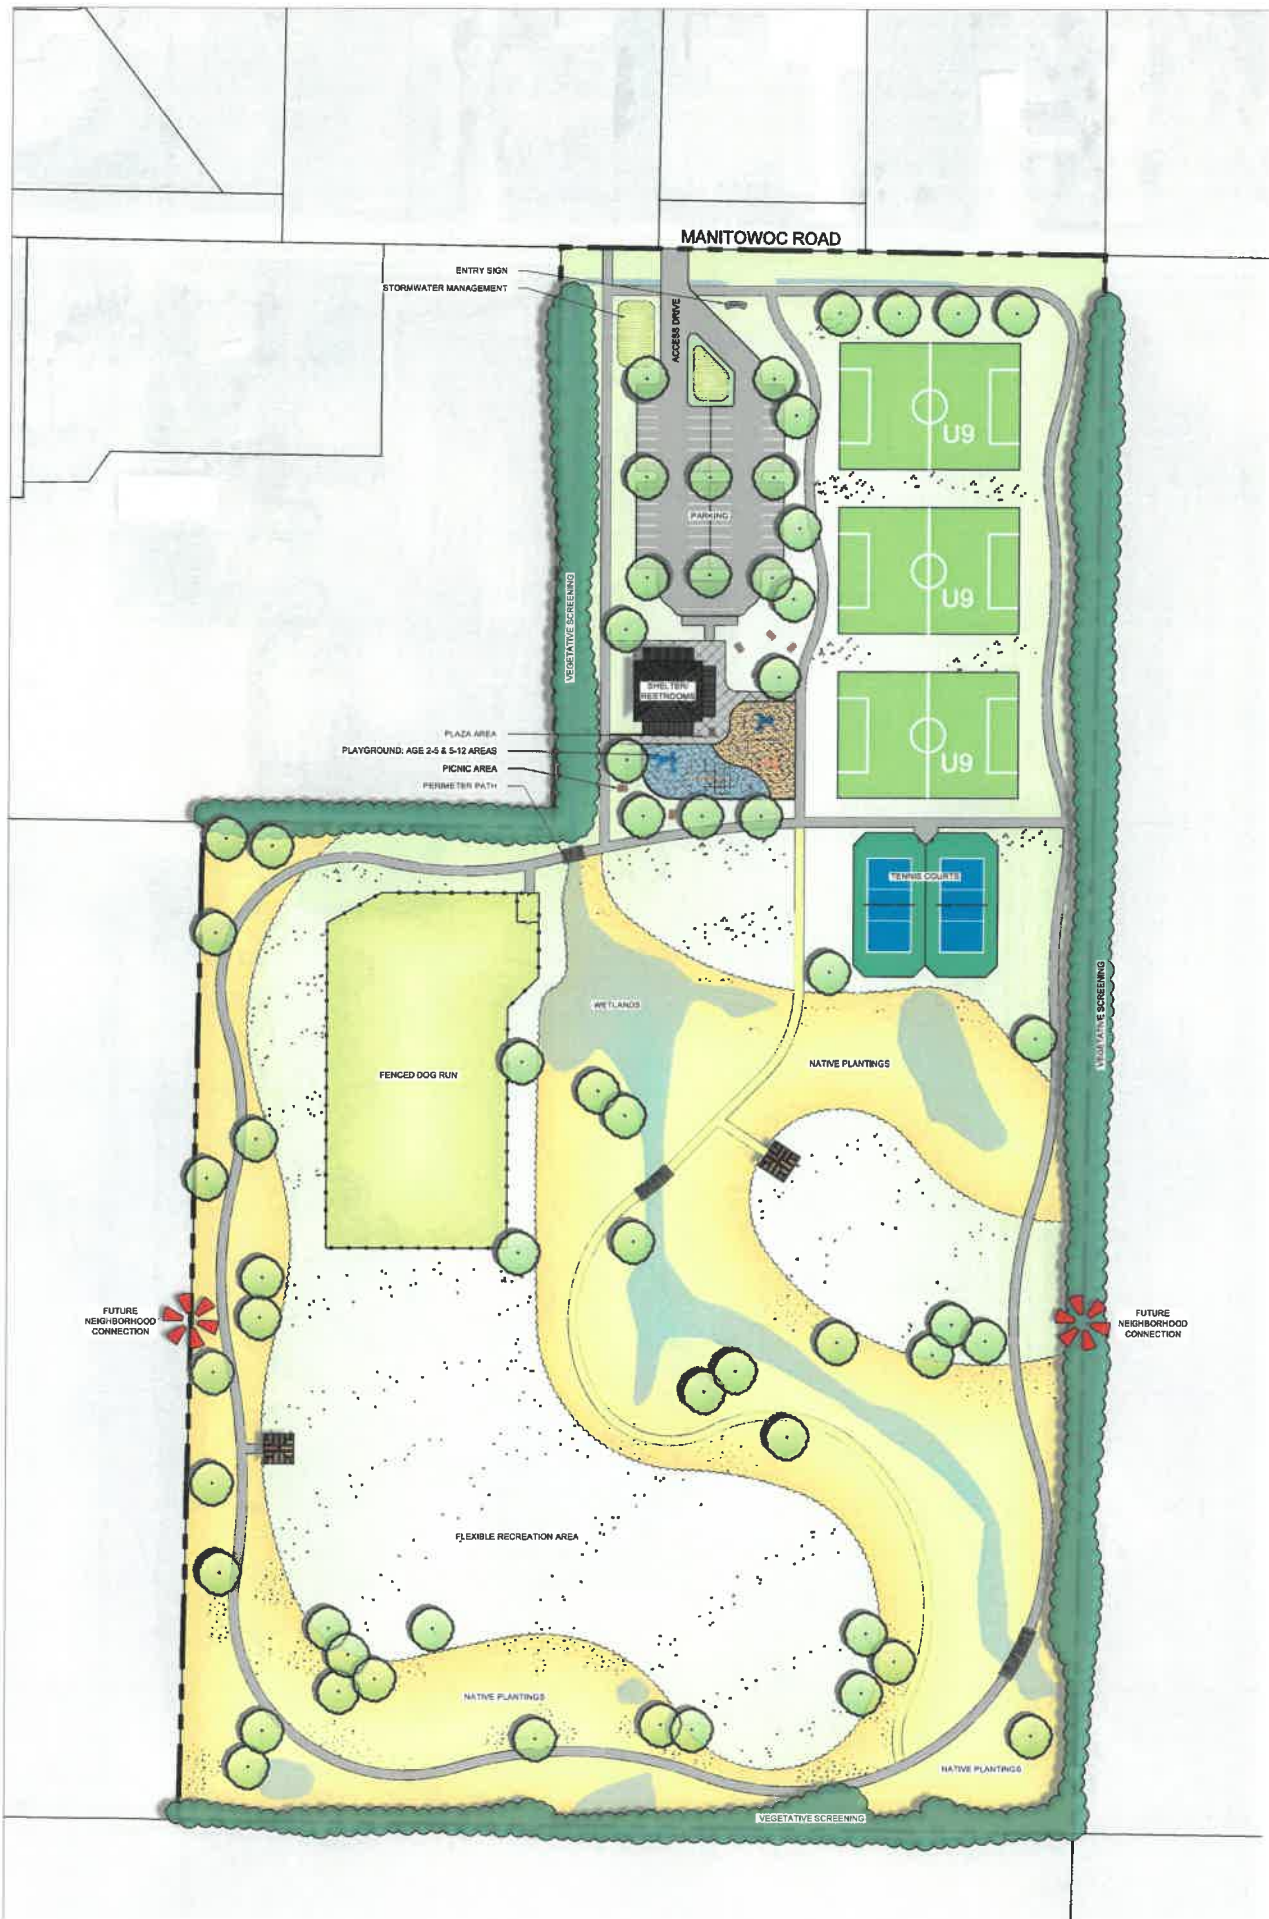 MANITOWOC ROAD
ENTRY SIGN
STORMWATER MANAGEMENT
ACCESS DRIVE
U9
PARKING
U9
VEGETATIVE SCREENING
SHELTER/
RESTROOMS
U9
PLAZA AREA
PLAYGROUND: AGE 2-5 & 5-12 AREAS
PICNIC AREA
PERIMETER PATH
TENNIS COURTS
WETLANDS
VEGETATIVE SCREENING
NATIVE PLANTINGS
FENCED DOG RUN
FUTURE
NEIGHBORHOOD
CONNECTION
FUTURE
NEIGHBORHOOD
CONNECTION
FLEXIBLE RECREATION AREA
NATIVE PLANTINGS
NATIVE PLANTINGS
VEGETATIVE SCREENING